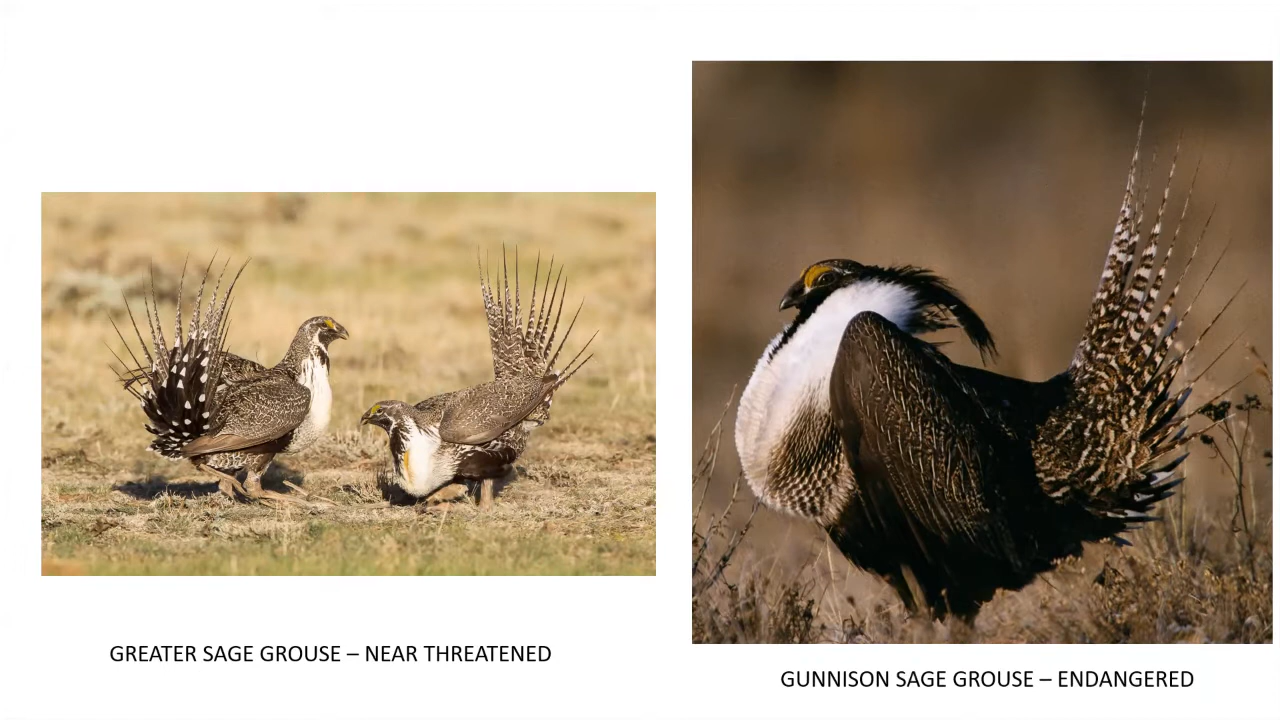 GREATER SAGE GROUSE – NEAR THREATENED
GUNNISON SAGE GROUSE – ENDANGERED